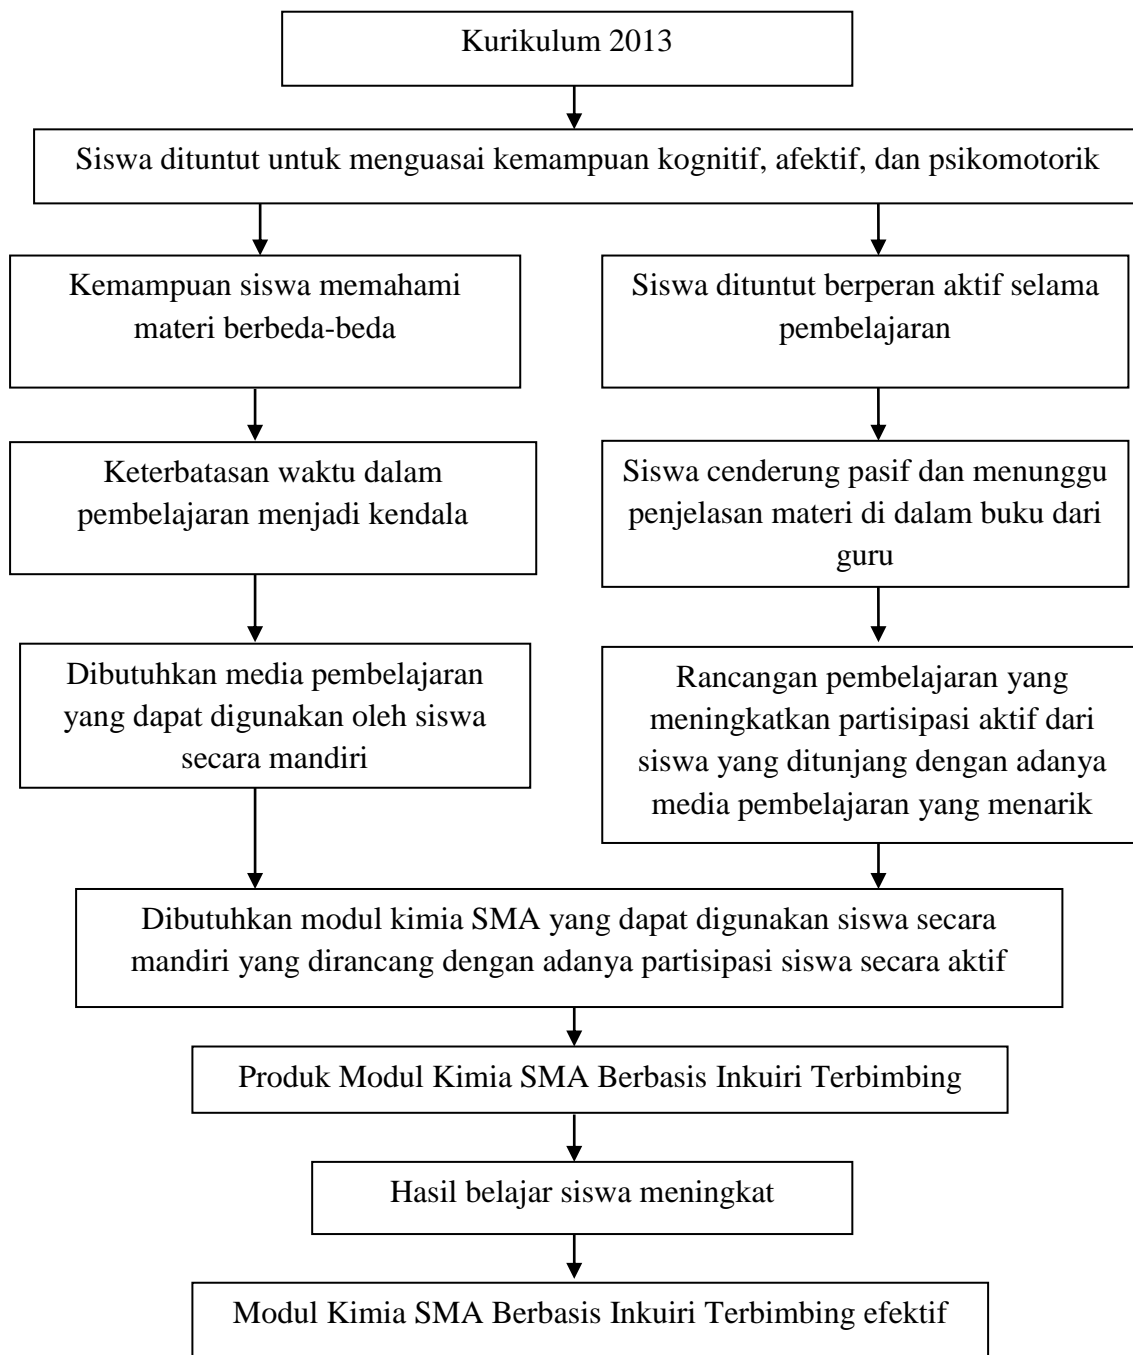 Kurikulum 2013
Siswa dituntut untuk menguasai kemampuan kognitif, afektif, dan psikomotorik
Kemampuan siswa memahami
materi berbeda-beda
Siswa dituntut berperan aktif selama
pembelajaran
Keterbatasan waktu dalam
pembelajaran menjadi kendala
Siswa cenderung pasif dan menunggu
penjelasan materi di dalam buku dari
guru
Dibutuhkan media pembelajaran
yang dapat digunakan oleh siswa
secara mandiri
Rancangan pembelajaran yang
meningkatkan partisipasi aktif dari
siswa yang ditunjang dengan adanya
media pembelajaran yang menarik
Dibutuhkan modul kimia SMA yang dapat digunakan siswa secara
mandiri yang dirancang dengan adanya partisipasi siswa secara aktif
Produk Modul Kimia SMA Berbasis Inkuiri Terbimbing
Hasil belajar siswa meningkat
Modul Kimia SMA Berbasis Inkuiri Terbimbing efektif